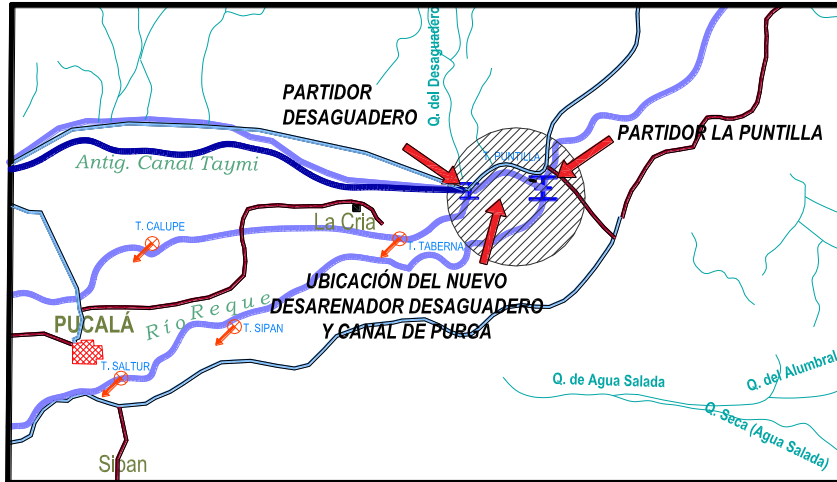 Q. del Desaguadero
PARTIDOR
DESAGUADERO
PARTIDOR LA PUNTILLA
T. PUNTILLA
Antig. Canal Taymi
La Cria
T. CALUPE
T. TABERNA
UBICACIÓN DEL NUEVO
DESARENADOR DESAGUADERO
Y CANAL DE PURGA
Río Reque
PUCALÁ
T. SIPAN
T. SALTUR
Q. de Agua Salada
Q. del Alumbral
Q. Seca (Agua Salada)
Sipan